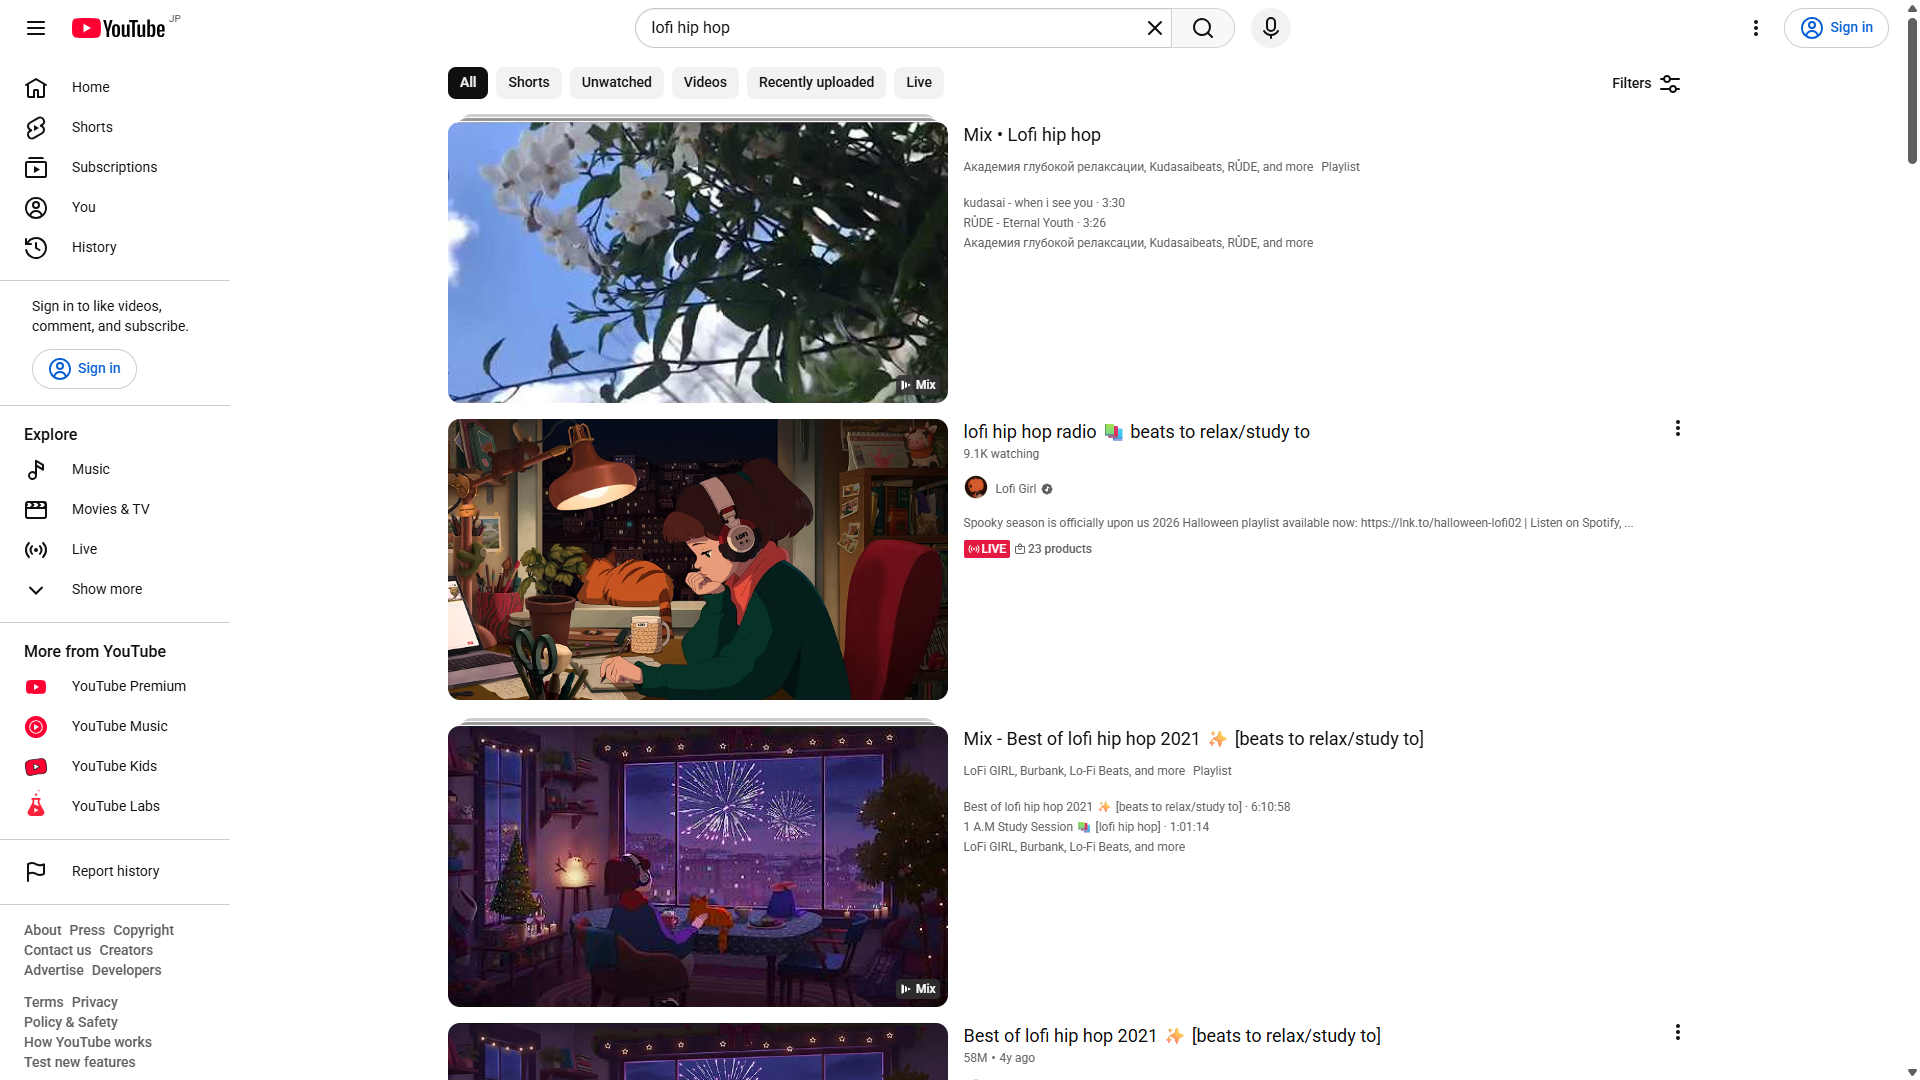 YouTube JP
lofi hip hop
Sign in
Home
Shorts
Subscriptions
You
History
Sign in to like videos,
comment, and subscribe.
Sign in
Explore
Music
Movies & TV
Live
Show more
More from YouTube
YouTube Premium
YouTube Music
YouTube Kids
YouTube Labs
Report history
About Press Copyright
Contact us Creators
Advertise Developers
Terms Privacy
Policy & Safety
How YouTube works
Test new features
All Shorts Unwatched Videos Recently uploaded Live
Filters
Mix
Mix • Lofi hip hop
Академия глубокой релаксации, Kudasaibeats, RŮDE, and more Playlist
kudasai - when i see you · 3:30
RŮDE - Eternal Youth · 3:26
Академия глубокой релаксации, Kudasaibeats, RŮDE, and more
LOFI
lofi hip hop radio 📚 beats to relax/study to
9.1K watching
Lofi Girl
Spooky season is officially upon us 2026 Halloween playlist available now: https://lnk.to/halloween-lofi02 | Listen on Spotify, ...
LIVE 23 products
Mix
Mix - Best of lofi hip hop 2021 ✨ [beats to relax/study to]
LoFi GIRL, Burbank, Lo-Fi Beats, and more Playlist
Best of lofi hip hop 2021 ✨ [beats to relax/study to] · 6:10:58
1 A.M Study Session 📚 [lofi hip hop] · 1:01:14
LoFi GIRL, Burbank, Lo-Fi Beats, and more
Best of lofi hip hop 2021 ✨ [beats to relax/study to]
58M • 4y ago